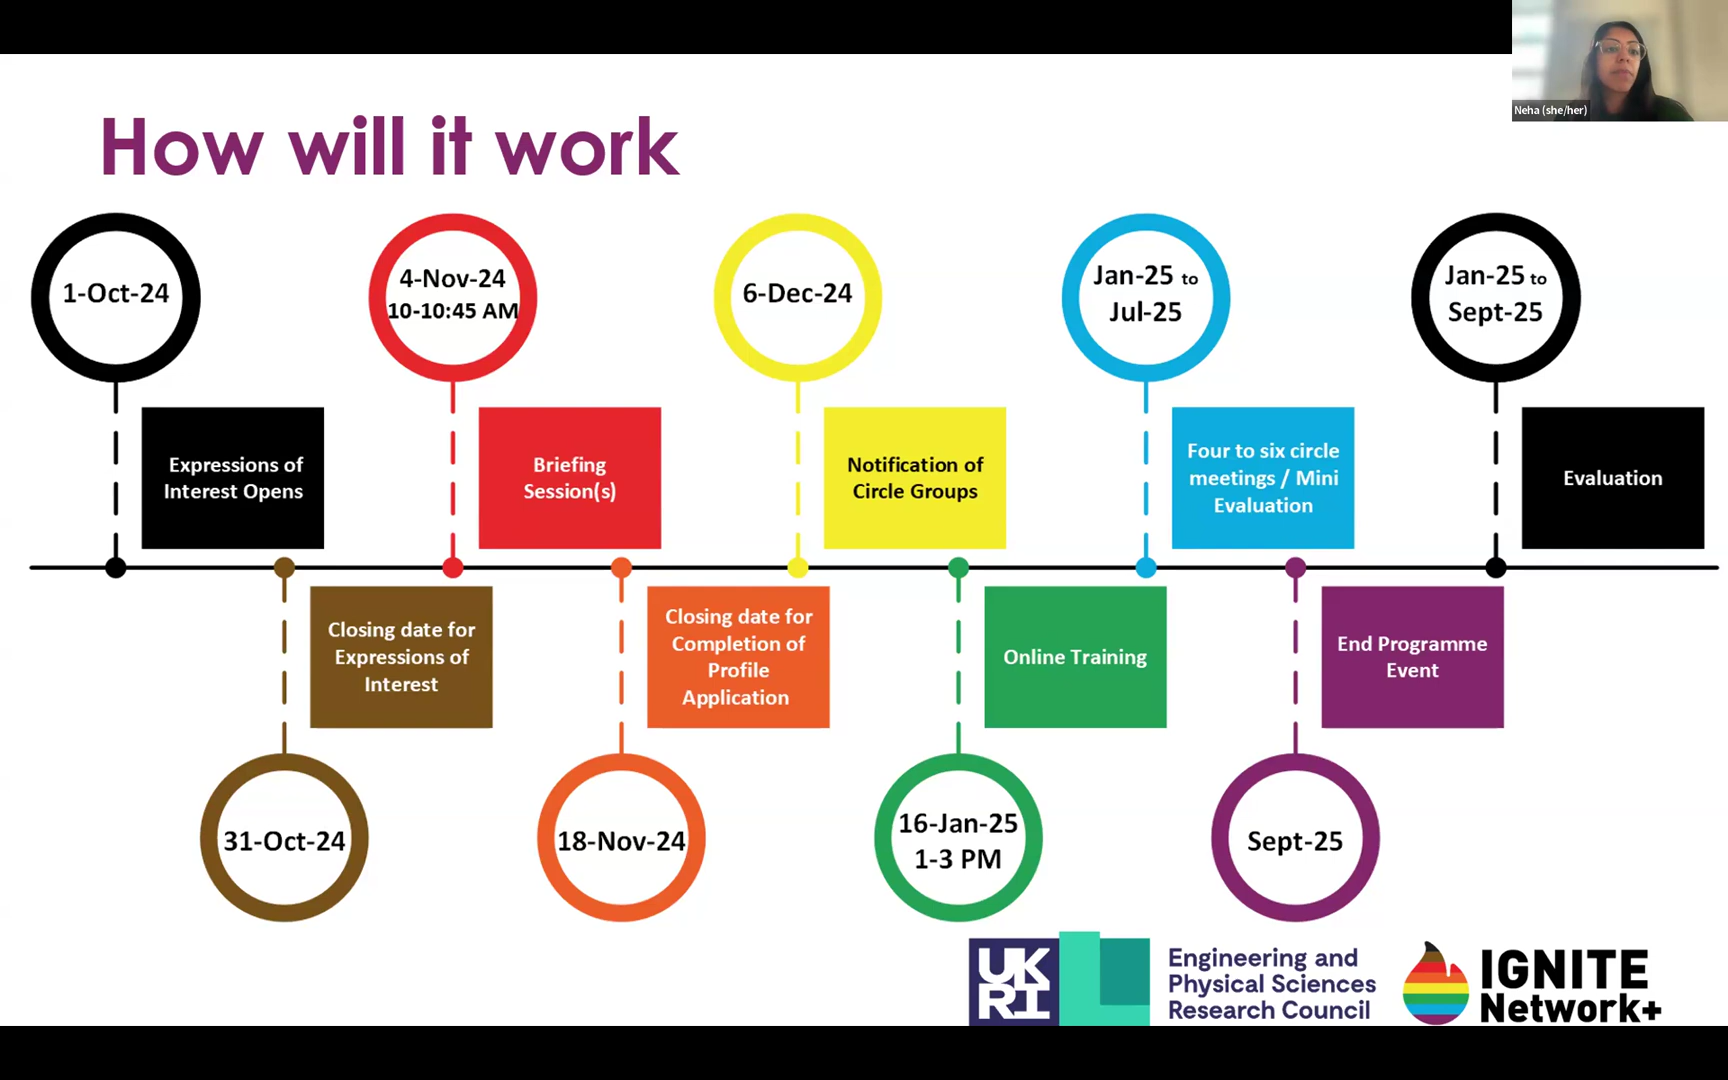 Neha (she/her)
How will it work
1-Oct-24
4-Nov-24
10-10:45 AM
6-Dec-24
Jan-25 to
Jul-25
Jan-25 to
Sept-25
Expressions of
Interest Opens
Briefing
Session(s)
Notification of
Circle Groups
Four to six circle
meetings / Mini
Evaluation
Evaluation
Closing date for
Expressions of
Interest
Closing date for
Completion of
Profile
Application
Online Training
End Programme
Event
31-Oct-24
18-Nov-24
16-Jan-25
1-3 PM
Sept-25
UK
RI
Engineering and
Physical Sciences
Research Council
IGNITE
Network+